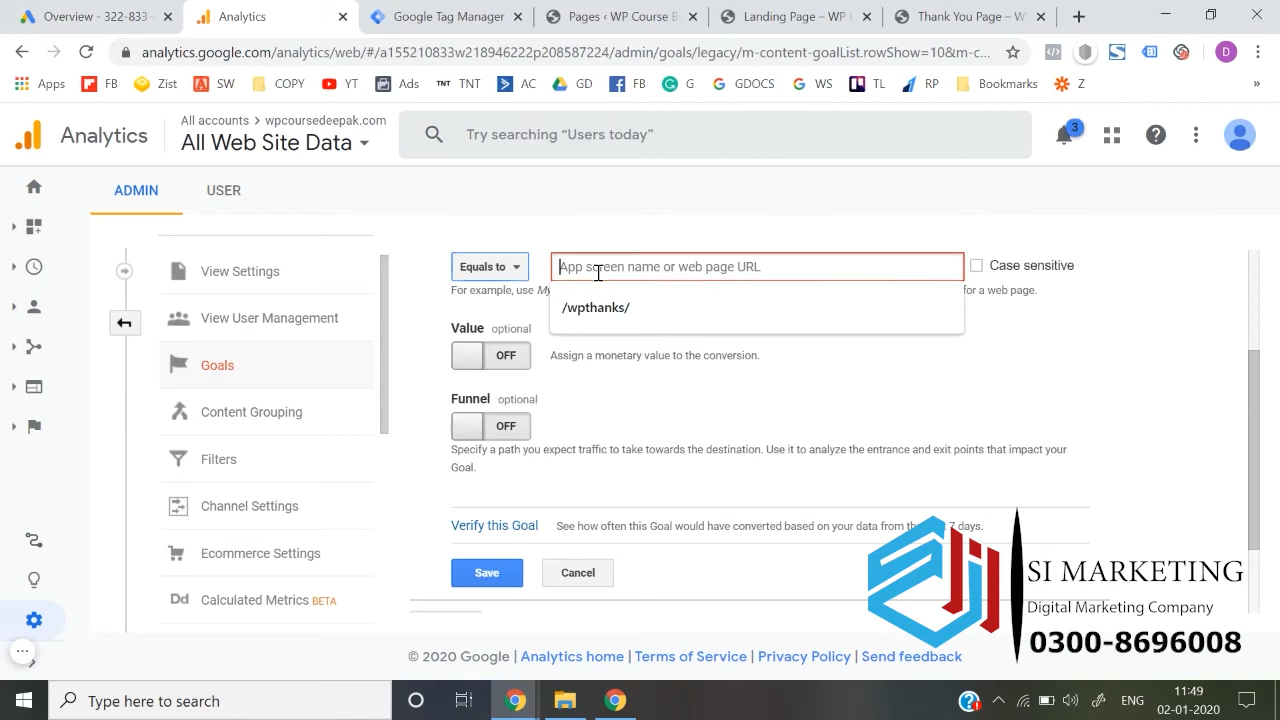 Overview - 322-833-
Analytics
Google Tag Manager
Pages ‹ WP Course B
Landing Page – WP C
Thank You Page – W
analytics.google.com/analytics/web/#/a155210833w218946222p208587224/admin/goals/legacy/m-content-goalList.rowShow=10&m-c...
Apps
FB
Zist
SW
COPY
YT
Ads
TNT TNT
AC
GD
FB
G
GDOCS
WS
TL
RP
Bookmarks
Z
»
Analytics
All accounts > wpcoursedeepak.com
All Web Site Data
Try searching “Users today”
3
D
ADMIN
USER
View Settings
View User Management
Goals
Content Grouping
Filters
Channel Settings
Ecommerce Settings
Dd Calculated Metrics BETA
Equals to
App screen name or web page URL
Case sensitive
For example, use My
for a web page.
/wpthanks/
Value optional
OFF
Assign a monetary value to the conversion.
Funnel optional
OFF
Specify a path you expect traffic to take towards the destination. Use it to analyze the entrance and exit points that impact your
Goal.
Verify this Goal See how often this Goal would have converted based on your data from the 7 days.
Save
Cancel
SI MARKETING
Digital Marketing Company
0300-8696008
© 2020 Google | Analytics home | Terms of Service | Privacy Policy | Send feedback
Type here to search
ENG
11:49
02-01-2020